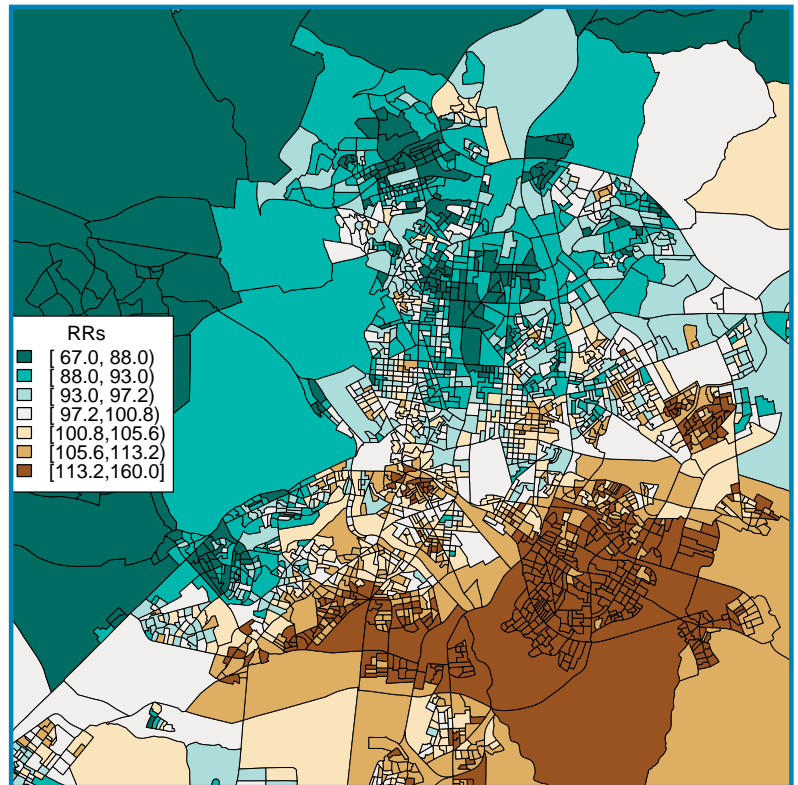 RRs
[ 67.0, 88.0)
[ 88.0, 93.0)
[ 93.0, 97.2)
[ 97.2,100.8)
[100.8,105.6)
[105.6,113.2)
[113.2,160.0]